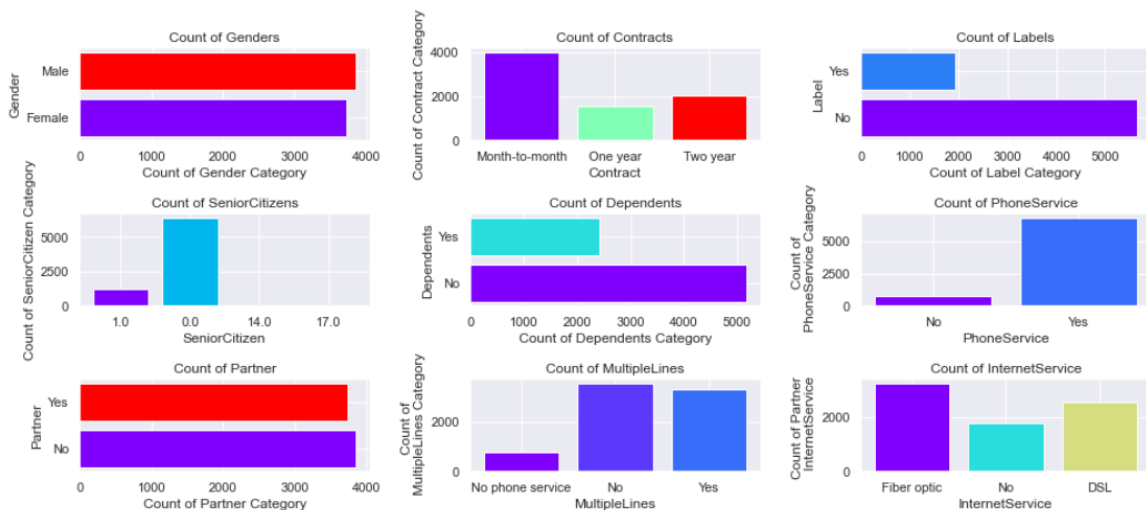 Count of Genders
Gender
Male
Female
0 1000 2000 3000 4000
Count of Gender Category
Count of Contracts
Count of Contract Category
4000
2000
0
Month-to-month One year Two year
Contract
Count of Labels
Label
Yes
No
0 1000 2000 3000 4000 5000
Count of Label Category
Count of SeniorCitizens
Count of SeniorCitizen Category
5000
2500
0
1.0 0.0 14.0 17.0
SeniorCitizen
Count of Dependents
Dependents
Yes
No
0 1000 2000 3000 4000 5000
Count of Dependents Category
Count of PhoneService
Count of
PhoneService Category
5000
2500
0
No Yes
PhoneService
Count of Partner
Partner
Yes
No
0 1000 2000 3000 4000
Count of Partner Category
Count of MultipleLines
Count of
MultipleLines Category
2000
0
No phone service No Yes
MultipleLines
Count of InternetService
Count of Partner
InternetService
2000
0
Fiber optic No DSL
InternetService